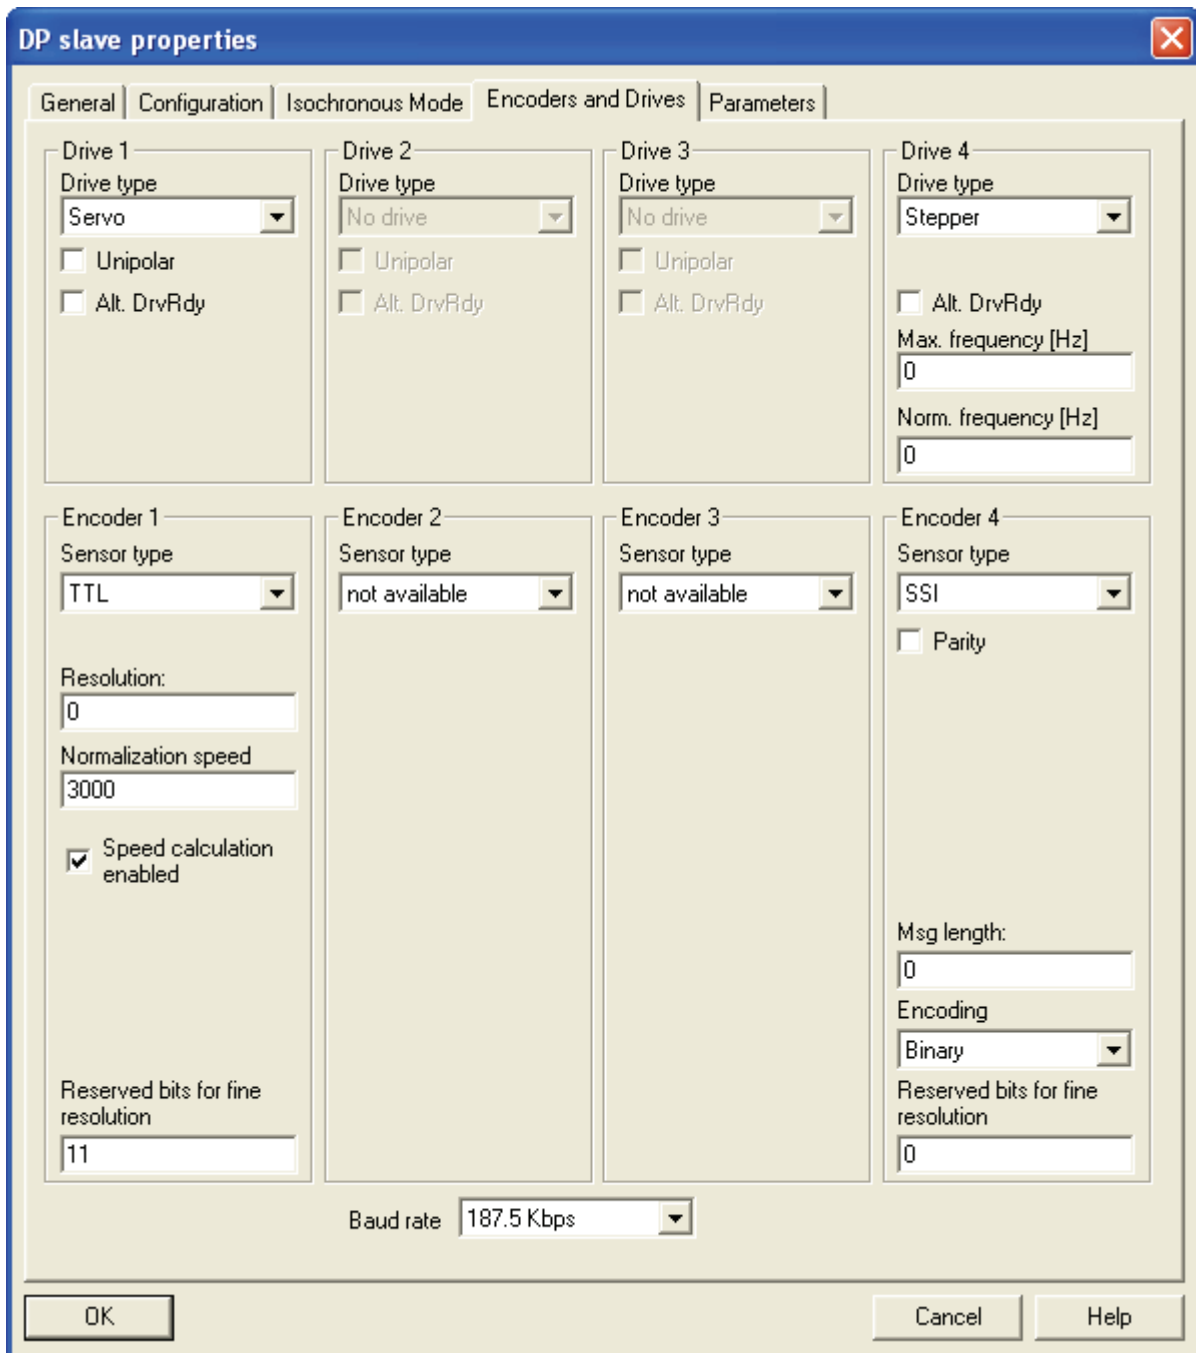 DP slave properties
General Configuration Isochronous Mode Encoders and Drives Parameters
Drive 1
Drive type
Servo
Unipolar
Alt. DrvRdy
Drive 2
Drive type
No drive
Unipolar
Alt. DrvRdy
Drive 3
Drive type
No drive
Unipolar
Alt. DrvRdy
Drive 4
Drive type
Stepper
Alt. DrvRdy
Max. frequency [Hz]
0
Norm. frequency [Hz]
0
Encoder 1
Sensor type
TTL
Resolution:
0
Normalization speed
3000
Speed calculation
enabled
Reserved bits for fine
resolution
11
Encoder 2
Sensor type
not available
Encoder 3
Sensor type
not available
Encoder 4
Sensor type
SSI
Parity
Msg length:
0
Encoding
Binary
Reserved bits for fine
resolution
0
Baud rate 187.5 Kbps
OK Cancel Help